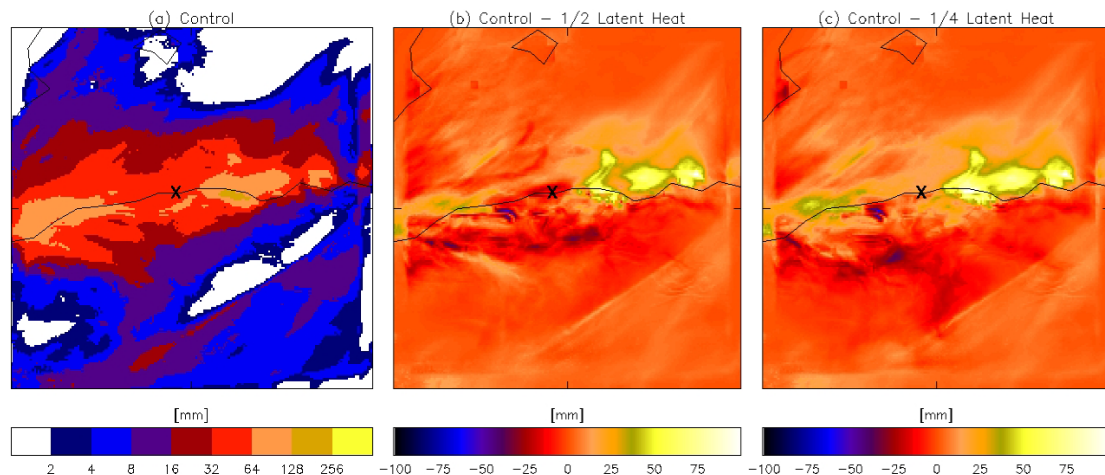 (a) Control
(b) Control - 1/2 Latent Heat
(c) Control - 1/4 Latent Heat
X
X
X
[mm]
[mm]
[mm]
2 4 8 16 32 64 128 256
-100 -75 -50 -25 0 25 50 75
-100 -75 -50 -25 0 25 50 75